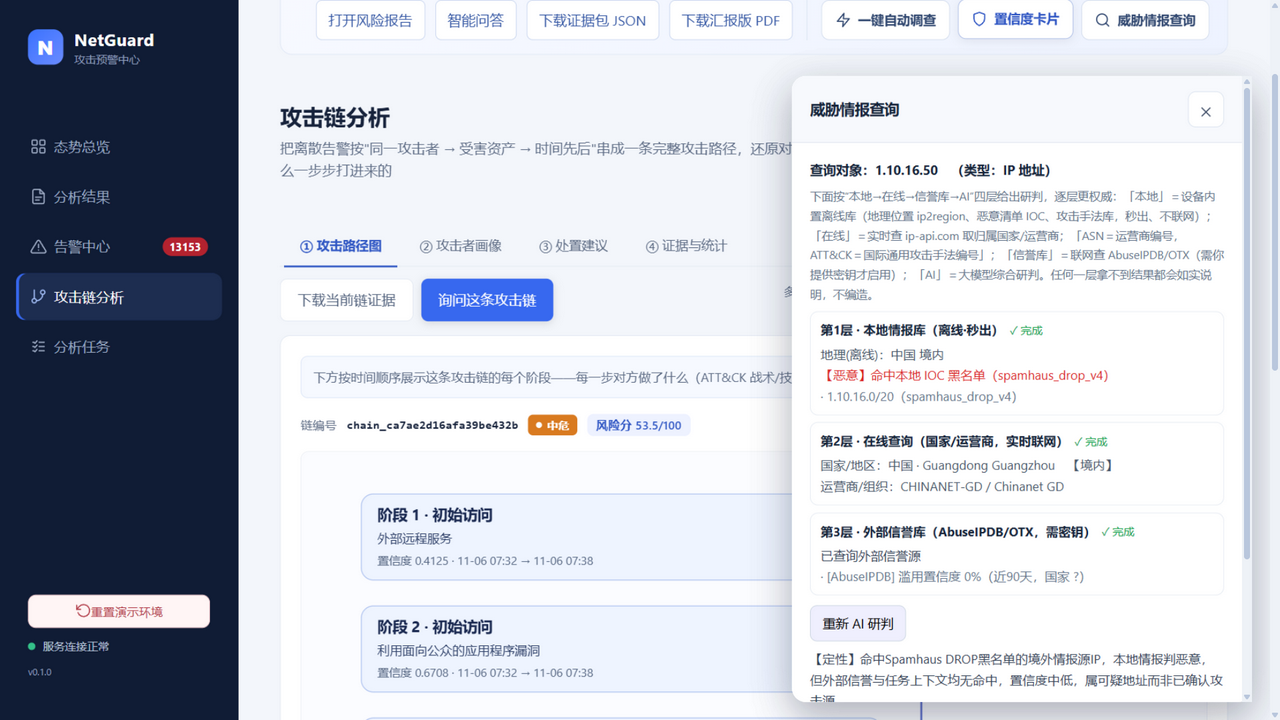 N
NetGuard
攻击预警中心
态势总览
分析结果
告警中心
13153
攻击链分析
分析任务
重置演示环境
服务连接正常
v0.1.0
打开风险报告
智能问答
下载证据包 JSON
下载汇报版 PDF
一键自动调查
置信度卡片
威胁情报查询
攻击链分析
把离散告警按“同一攻击者 → 受害资产 → 时间先后”串成一条完整攻击路径，还原对
么一步步打进来的
① 攻击路径图
② 攻击者画像
③ 处置建议
④ 证据与统计
下载当前链证据
询问这条攻击链
下方按时间顺序展示这条攻击链的每个阶段——每一步对方做了什么（ATT&CK 战术/技
链编号 chain_ca7ae2d16afa39be432b 中危 风险分 53.5/100
阶段 1 · 初始访问
外部远程服务
置信度 0.4125 · 11-06 07:32 → 11-06 07:38
阶段 2 · 初始访问
利用面向公众的应用程序漏洞
置信度 0.6708 · 11-06 07:32 → 11-06 07:38
威胁情报查询
查询对象：1.10.16.50 （类型：IP 地址）
下面按“本地→在线→信誉库→AI”四层给出研判，逐层更权威：「本地」＝设备内
置离线库（地理位置 ip2region、恶意清单 IOC、攻击手法库，秒出、不联网）；
「在线」＝实时查 ip-api.com 取归属国家/运营商；「ASN＝运营商编号，
ATT&CK＝国际通用攻击手法编号」；「信誉库」＝联网查 AbuseIPDB/OTX（需你
提供密钥才启用）；「AI」＝大模型综合研判。任何一层拿不到结果都会如实说
明，不编造。
第1层 · 本地情报库（离线·秒出） ✓ 完成
地理(离线)：中国 境内
【恶意】命中本地 IOC 黑名单（spamhaus_drop_v4）
· 1.10.16.0/20（spamhaus_drop_v4）
第2层 · 在线查询（国家/运营商，实时联网） ✓ 完成
国家/地区：中国 · Guangdong Guangzhou 【境内】
运营商/组织：CHINANET-GD / Chinanet GD
第3层 · 外部信誉库（AbuseIPDB/OTX，需密钥） ✓ 完成
已查询外部信誉源
· [AbuseIPDB] 滥用置信度 0%（近90天，国家 ?）
重新 AI 研判
【定性】命中Spamhaus DROP黑名单的境外情报源IP，本地情报判恶意，
但外部信誉与任务上下文均无命中，置信度中低，属可疑地址而非已确认攻
击源